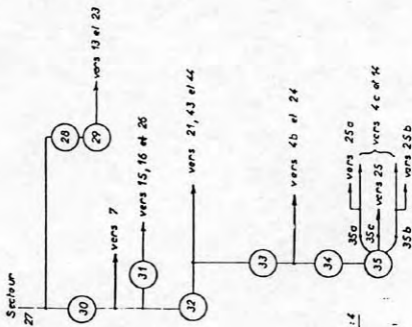 Secteur
27
28
29
vers 13 et 23
30
vers 7
31
vers 15, 16 et 26
32
vers 21, 43 et 44
33
vers 4b et 24
34
35
35a
35c
35b
vers 25a
vers 25
vers 4c et 14
vers 25b
14